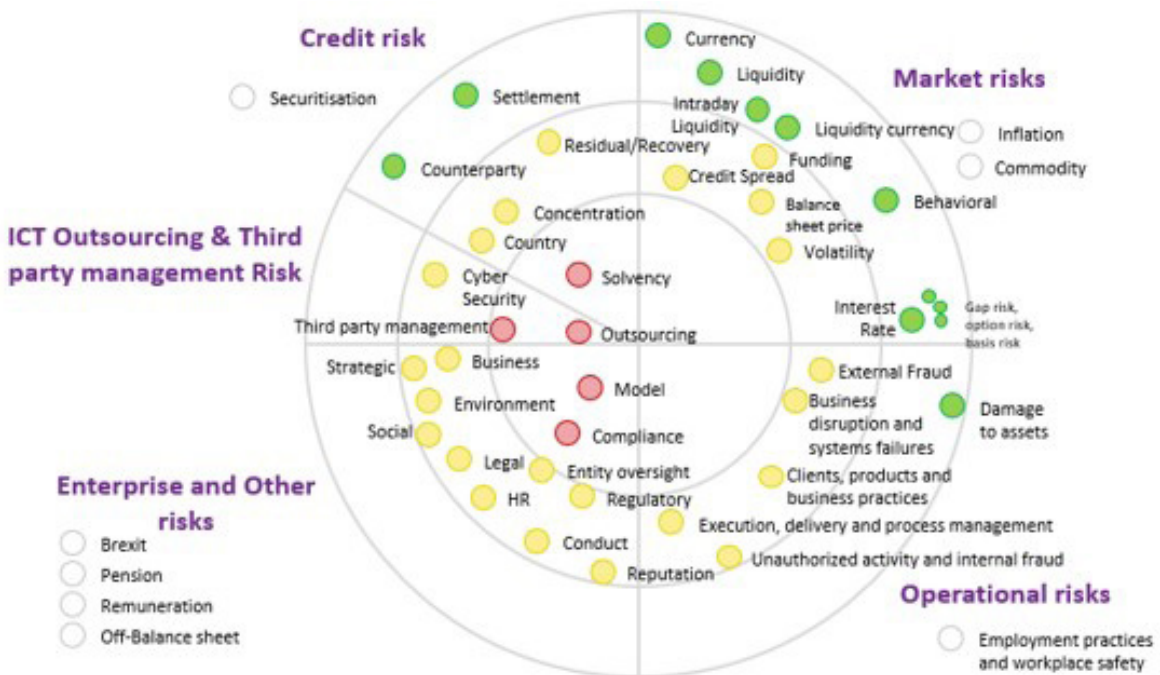 Credit risk
Securitisation
Settlement
Residual/Recovery
Counterparty
Concentration
Country
Solvency
Currency
Liquidity
Intraday
Liquidity
Liquidity currency
Market risks
Inflation
Commodity
Funding
Credit Spread
Balance
sheet price
Behavioral
Volatility
Interest
Rate
Gap risk,
option risk,
basis risk
ICT Outsourcing & Third
party management Risk
Cyber
Security
Third party management
Outsourcing
Strategic
Business
Model
Environment
Social
Compliance
Legal
Entity oversight
HR
Regulatory
Conduct
Reputation
Enterprise and Other
risks
Brexit
Pension
Remuneration
Off-Balance sheet
External Fraud
Business
disruption and
systems failures
Damage
to assets
Clients, products and
business practices
Execution, delivery and process management
Unauthorized activity and internal fraud
Operational risks
Employment practices
and workplace safety